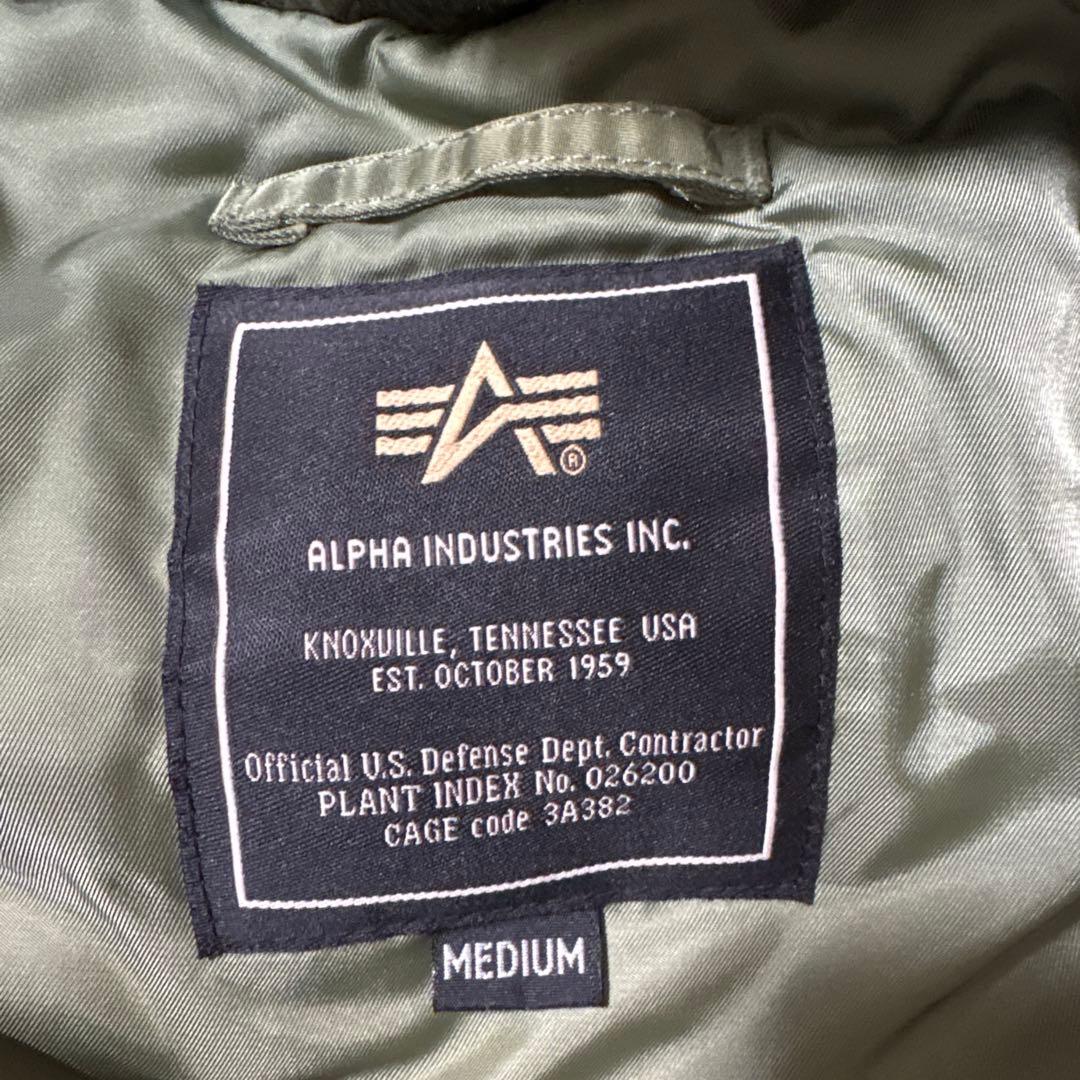 ®
ALPHA INDUSTRIES INC.
KNOXVILLE, TENNESSEE USA
EST. OCTOBER 1959
Official U.S. Defense Dept. Contractor
PLANT INDEX No. 026200
CAGE code 3A382
MEDIUM